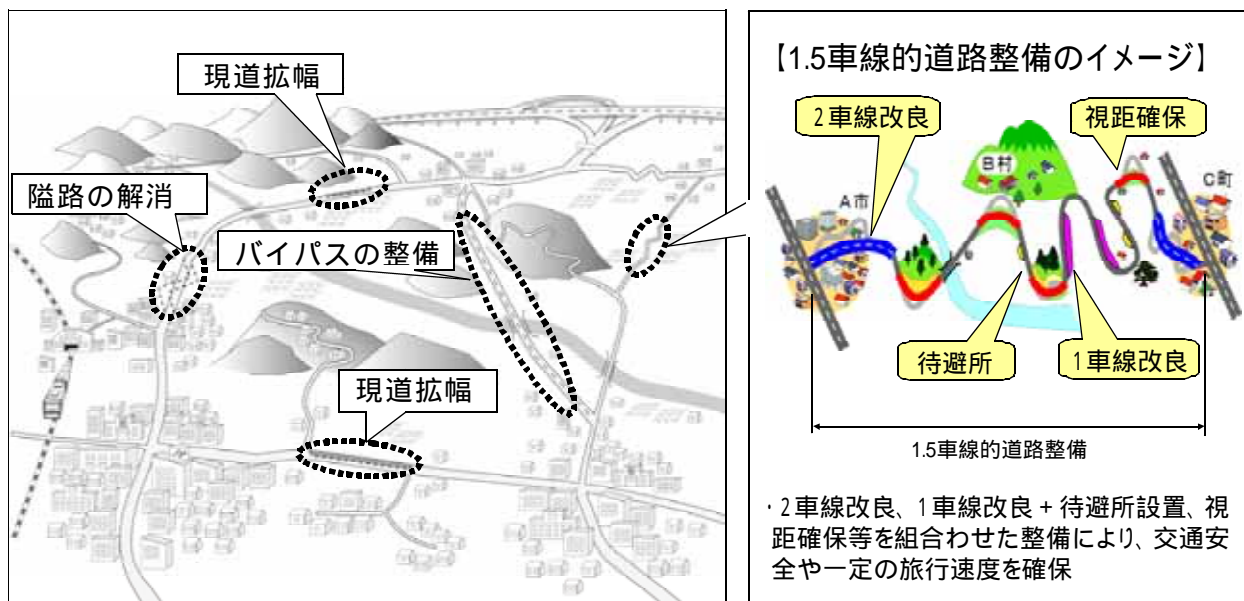 現道拡幅
隘路の解消
バイパスの整備
現道拡幅
【1.5車線的道路整備のイメージ】
2車線改良
視距確保
B村
C町
A市
待避所
1車線改良
1.5車線的道路整備
・2車線改良、1車線改良+待避所設置、視
距確保等を組合わせた整備により、交通安
全や一定の旅行速度を確保